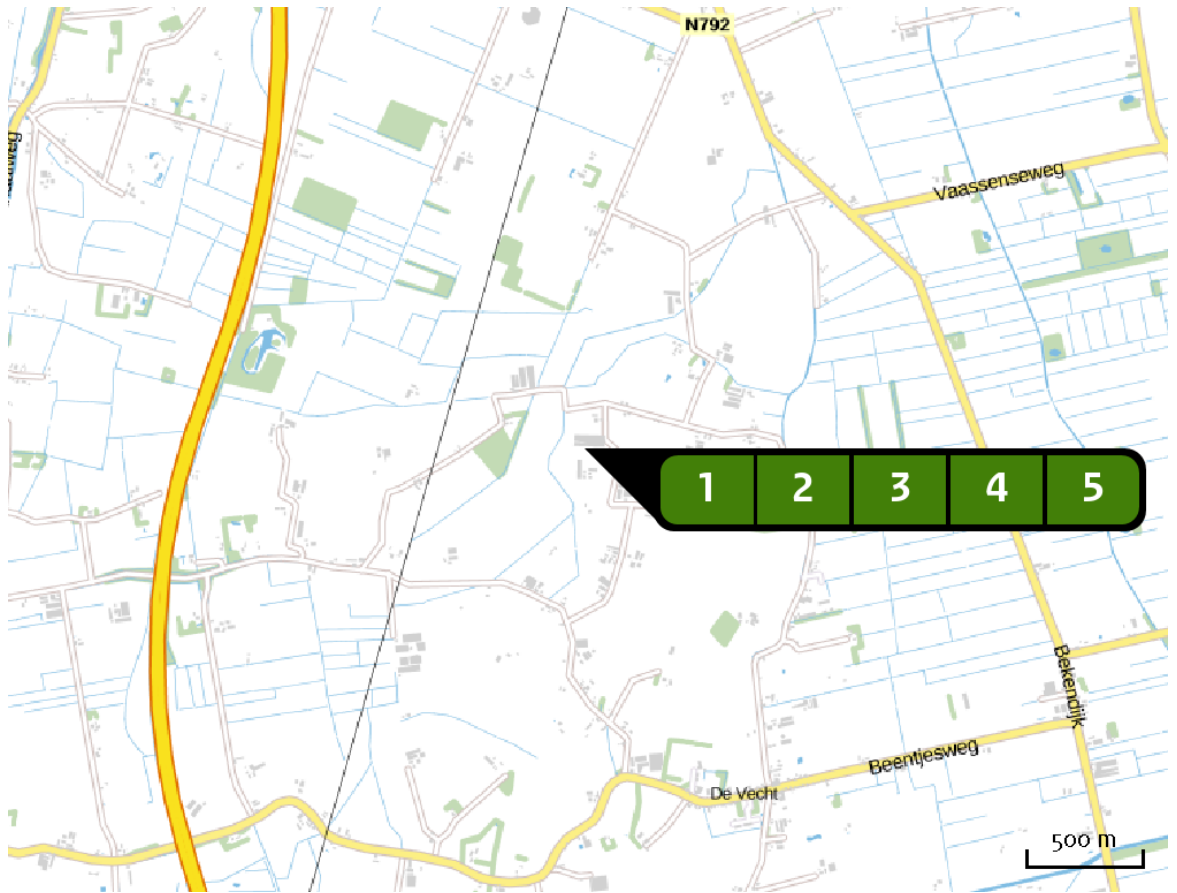 N792
Vaassenseweg
1 2 3 4 5
Bekendijk
Beentjesweg
De Vecht
500 m